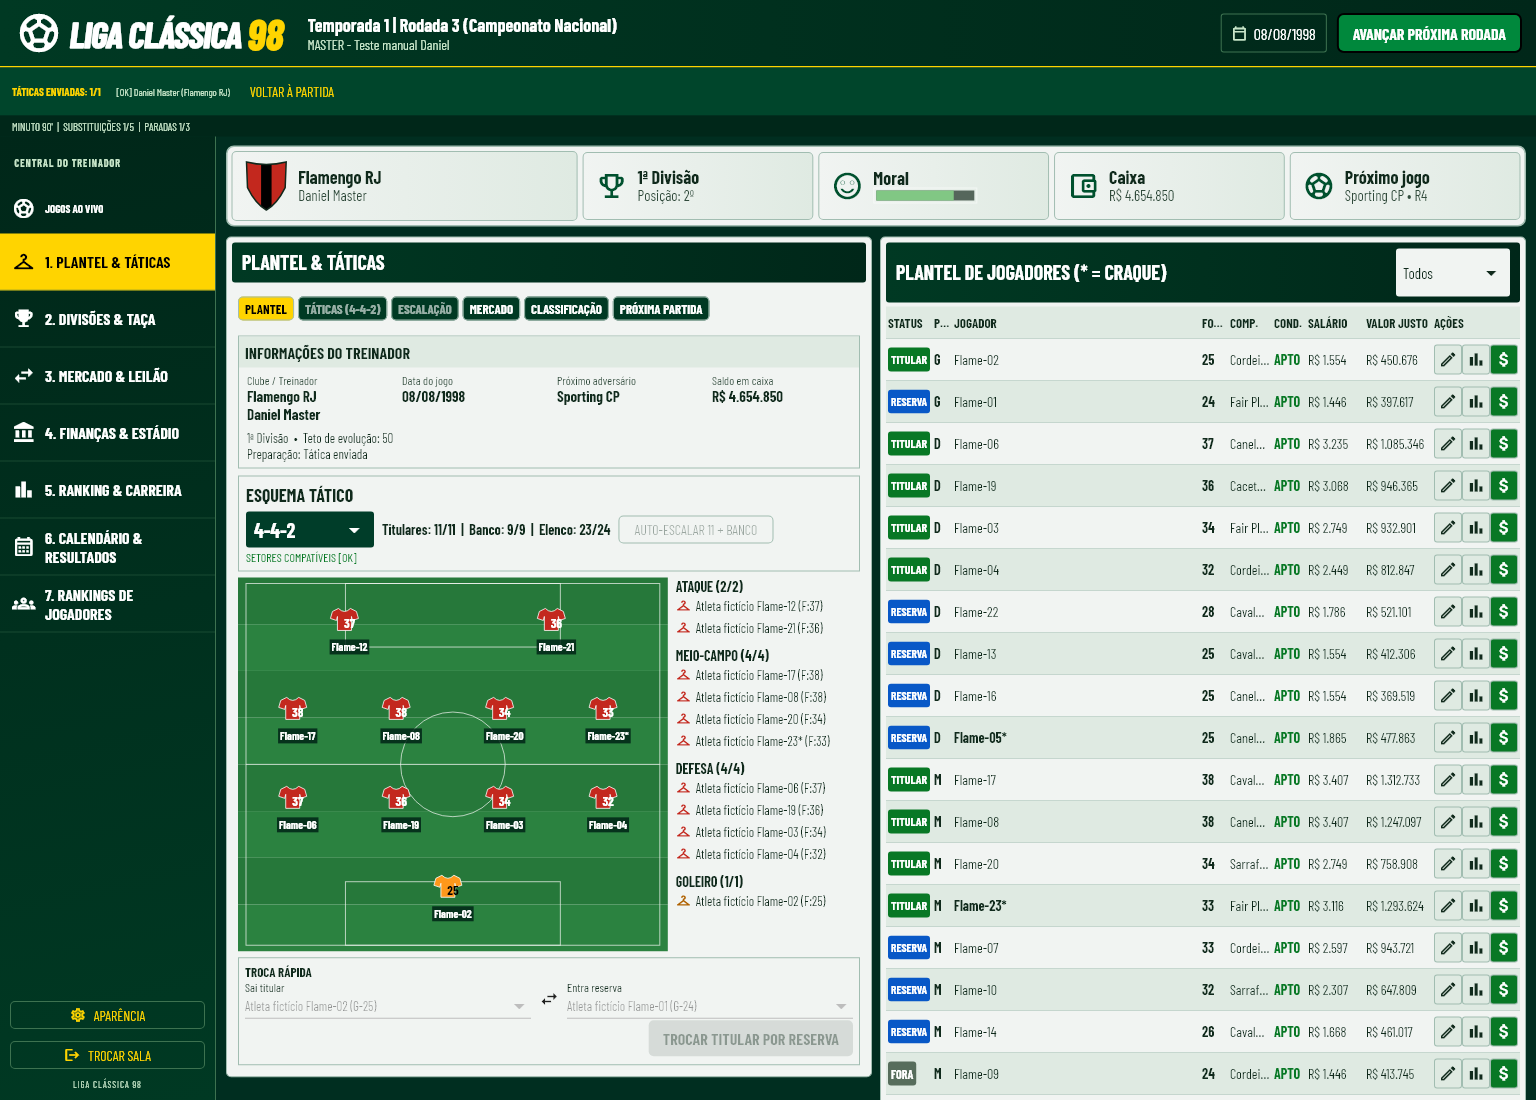 LIGA CLÁSSICA 98
Temporada 1 | Rodada 3 (Campeonato Nacional)
MASTER - Teste manual Daniel
08/08/1998
AVANÇAR PRÓXIMA RODADA
TÁTICAS ENVIADAS: 1/1
[OK] Daniel Master (Flamengo RJ)
VOLTAR À PARTIDA
MINUTO 90' | SUBSTITUIÇÕES 1/5 | PARADAS 1/3
CENTRAL DO TREINADOR
JOGOS AO VIVO
1. PLANTEL & TÁTICAS
2. DIVISÕES & TAÇA
3. MERCADO & LEILÃO
4. FINANÇAS & ESTÁDIO
5. RANKING & CARREIRA
6. CALENDÁRIO &
RESULTADOS
7. RANKINGS DE
JOGADORES
APARÊNCIA
TROCAR SALA
LIGA CLÁSSICA 98
Flamengo RJ
Daniel Master
1ª Divisão
Posição: 2º
Moral
Caixa
R$ 4.654.850
Próximo jogo
Sporting CP • R4
PLANTEL & TÁTICAS
PLANTEL
TÁTICAS (4-4-2)
ESCALAÇÃO
MERCADO
CLASSIFICAÇÃO
PRÓXIMA PARTIDA
INFORMAÇÕES DO TREINADOR
Clube / Treinador
Flamengo RJ
Daniel Master
Data do jogo
08/08/1998
Próximo adversário
Sporting CP
Saldo em caixa
R$ 4.654.850
1ª Divisão • Teto de evolução: 50
Preparação: Tática enviada
ESQUEMA TÁTICO
4-4-2
Titulares: 11/11 | Banco: 9/9 | Elenco: 23/24
AUTO-ESCALAR 11 + BANCO
SETORES COMPATÍVEIS [OK]
37 36
Flame-12 Flame-21
38 38 34 33
Flame-17 Flame-08 Flame-20 Flame-23*
37 36 34 32
Flame-06 Flame-19 Flame-03 Flame-04
25
Flame-02
ATAQUE (2/2)
Atleta fictício Flame-12 (F:37)
Atleta fictício Flame-21 (F:36)
MEIO-CAMPO (4/4)
Atleta fictício Flame-17 (F:38)
Atleta fictício Flame-08 (F:38)
Atleta fictício Flame-20 (F:34)
Atleta fictício Flame-23* (F:33)
DEFESA (4/4)
Atleta fictício Flame-06 (F:37)
Atleta fictício Flame-19 (F:36)
Atleta fictício Flame-03 (F:34)
Atleta fictício Flame-04 (F:32)
GOLEIRO (1/1)
Atleta fictício Flame-02 (F:25)
TROCA RÁPIDA
Sai titular
Atleta fictício Flame-02 (G-25)
Entra reserva
Atleta fictício Flame-01 (G-24)
TROCAR TITULAR POR RESERVA
PLANTEL DE JOGADORES (* = CRAQUE)
Todos
STATUS P... JOGADOR FO... COMP. COND. SALÁRIO VALOR JUSTO AÇÕES
TITULAR G Flame-02 25 Cordei... APTO R$ 1.554 R$ 450.676 $
RESERVA G Flame-01 24 Fair Pl... APTO R$ 1.446 R$ 397.617 $
TITULAR D Flame-06 37 Canel... APTO R$ 3.235 R$ 1.085.346 $
TITULAR D Flame-19 36 Cacet... APTO R$ 3.068 R$ 946.365 $
TITULAR D Flame-03 34 Fair Pl... APTO R$ 2.749 R$ 932.901 $
TITULAR D Flame-04 32 Cordei... APTO R$ 2.449 R$ 812.847 $
RESERVA D Flame-22 28 Caval... APTO R$ 1.786 R$ 521.101 $
RESERVA D Flame-13 25 Caval... APTO R$ 1.554 R$ 412.306 $
RESERVA D Flame-16 25 Canel... APTO R$ 1.554 R$ 369.519 $
RESERVA D Flame-05* 25 Canel... APTO R$ 1.865 R$ 477.863 $
TITULAR M Flame-17 38 Caval... APTO R$ 3.407 R$ 1.312.733 $
TITULAR M Flame-08 38 Canel... APTO R$ 3.407 R$ 1.247.097 $
TITULAR M Flame-20 34 Sarraf... APTO R$ 2.749 R$ 758.908 $
TITULAR M Flame-23* 33 Fair Pl... APTO R$ 3.116 R$ 1.293.624 $
RESERVA M Flame-07 33 Cordei... APTO R$ 2.597 R$ 943.721 $
RESERVA M Flame-10 32 Sarraf... APTO R$ 2.307 R$ 647.809 $
RESERVA M Flame-14 26 Caval... APTO R$ 1.668 R$ 461.017 $
FORA M Flame-09 24 Cordei... APTO R$ 1.446 R$ 413.745 $